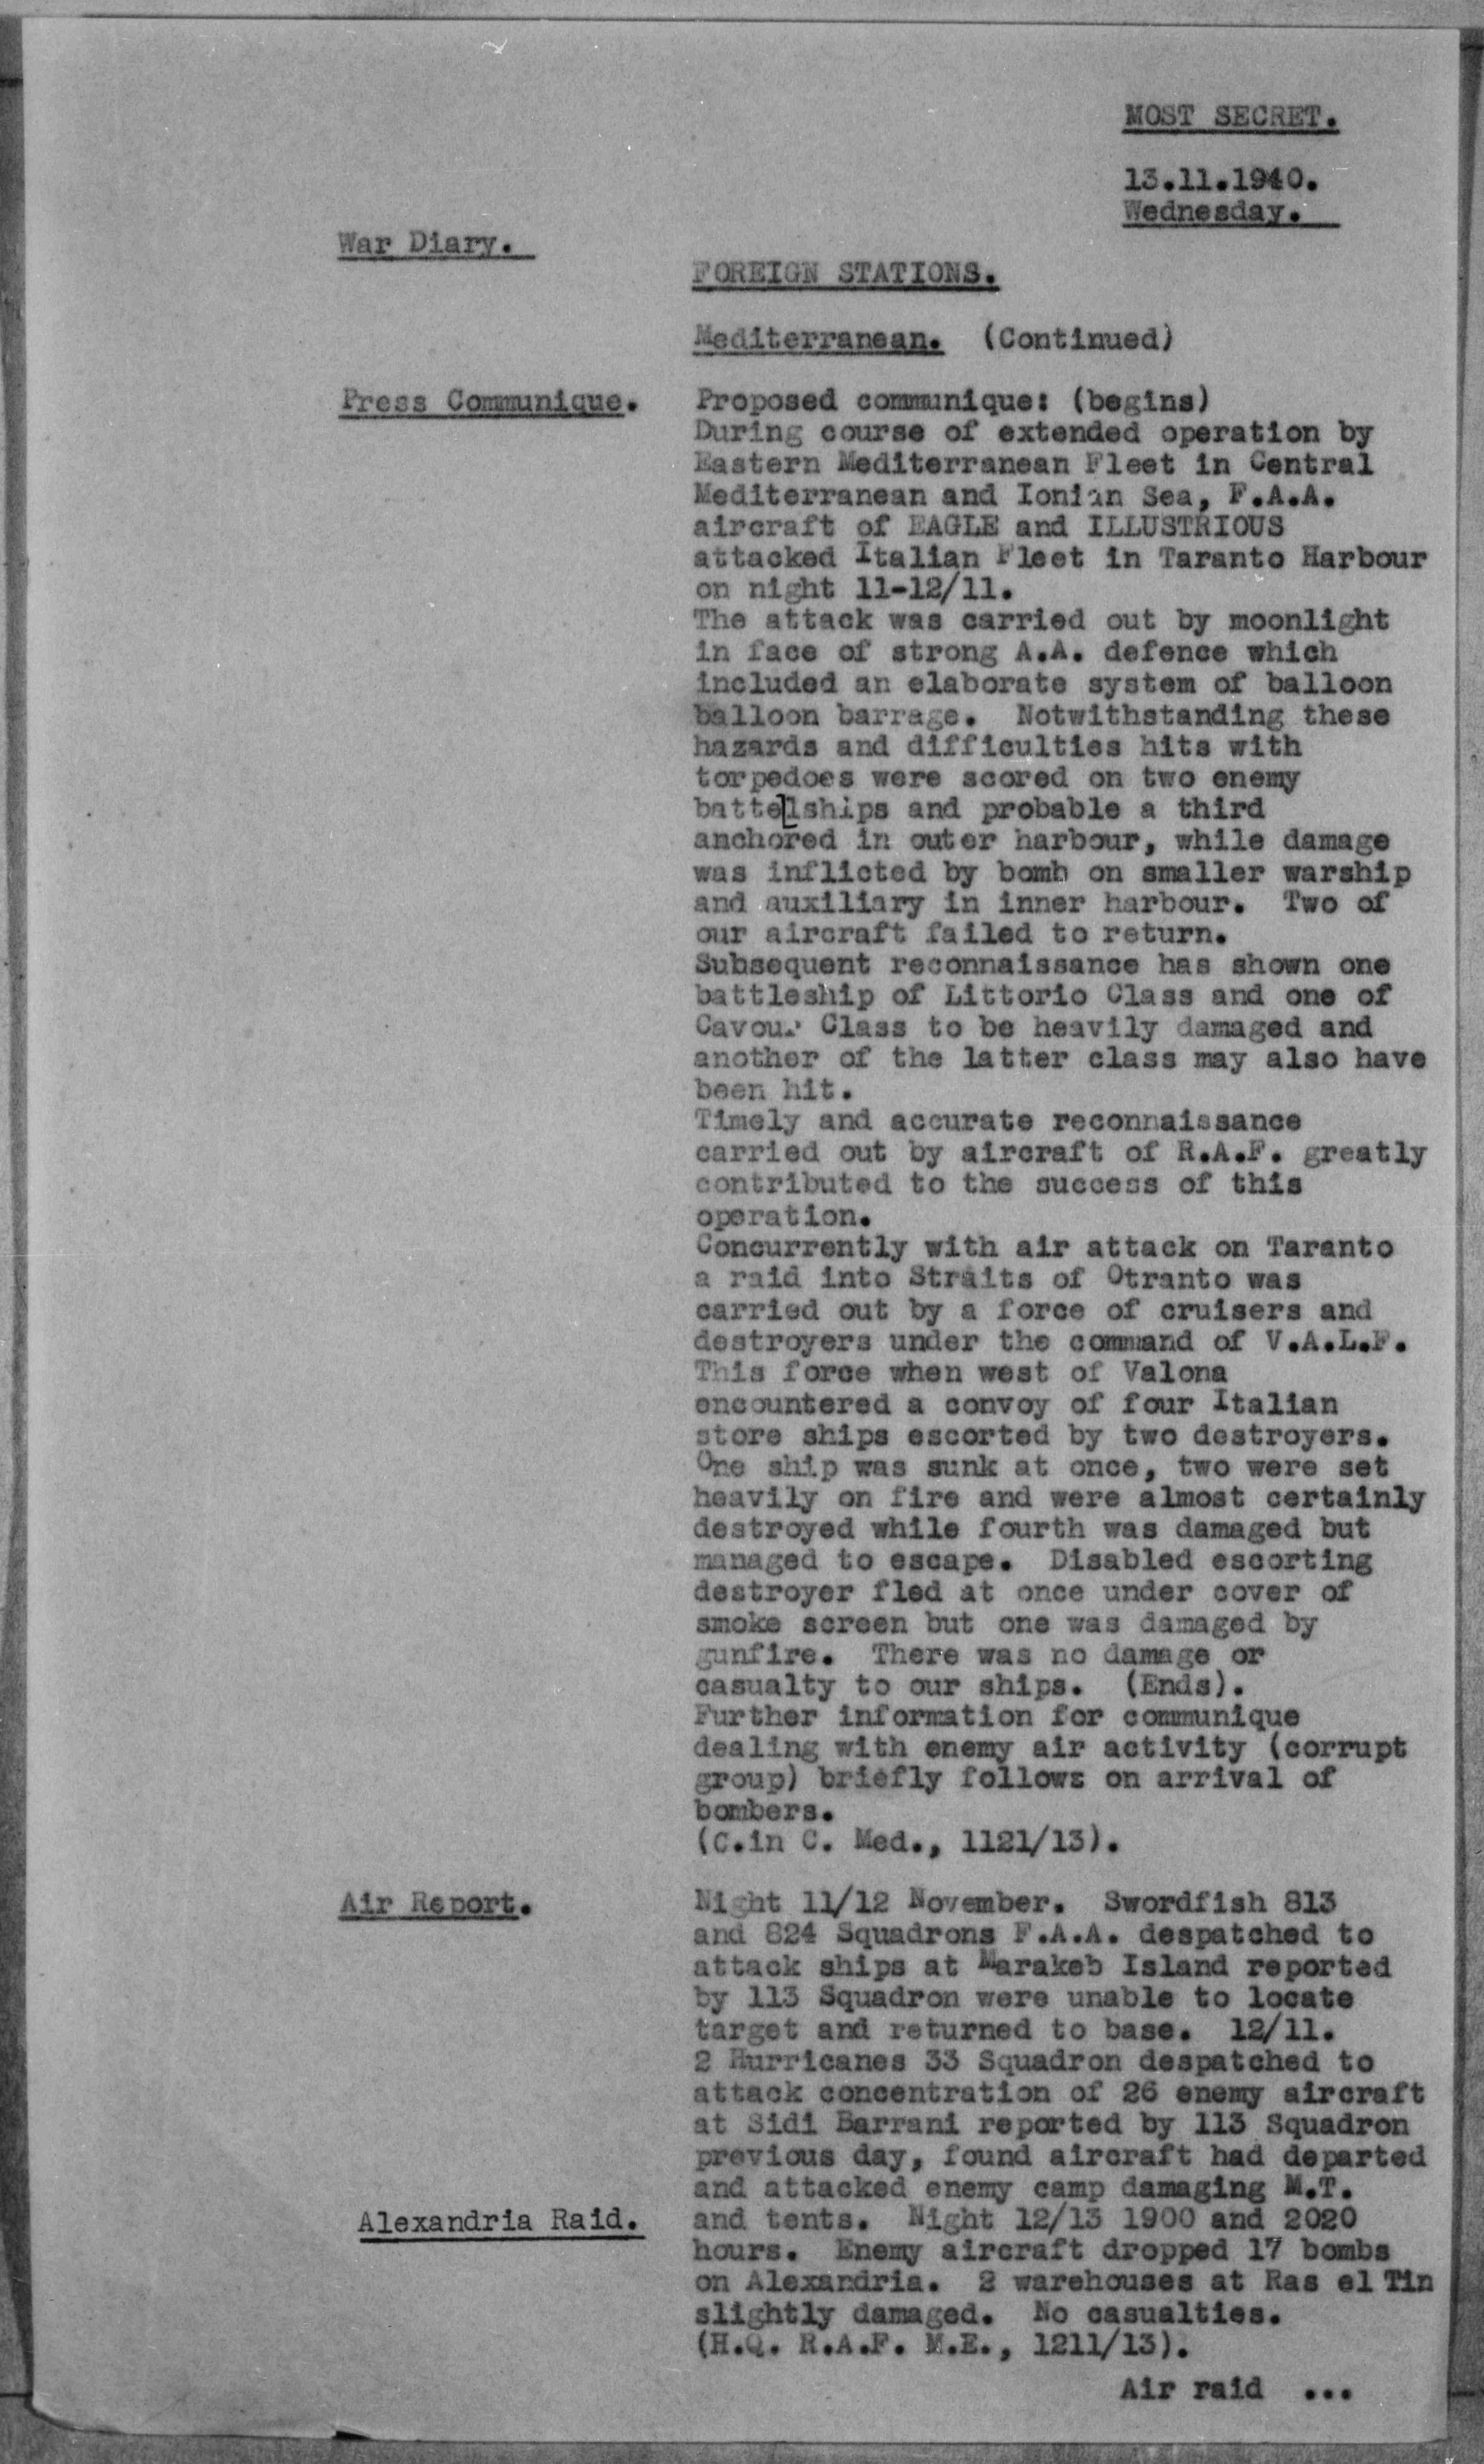 MOST SECRET.
13.11.1940.
Wednesday.
War Diary.
FOREIGN STATIONS.
Mediterranean. (Continued)
Press Communique.
Proposed communique: (begins)
During course of extended operation by
Eastern Mediterranean Fleet in Central
Mediterranean and Ionian Sea, F.A.A.
aircraft of EAGLE and ILLUSTRIOUS
attacked Italian Fleet in Taranto Harbour
on night 11-12/11.
The attack was carried out by moonlight
in face of strong A.A. defence which
included an elaborate system of balloon
balloon barrage. Notwithstanding these
hazards and difficulties hits with
torpedoes were scored on two enemy
battelships and probable a third
anchored in outer harbour, while damage
was inflicted by bomb on smaller warship
and auxiliary in inner harbour. Two of
our aircraft failed to return.
Subsequent reconnaissance has shown one
battleship of Littorio Class and one of
Cavour Class to be heavily damaged and
another of the latter class may also have
been hit.
Timely and accurate reconnaissance
carried out by aircraft of R.A.F. greatly
contributed to the success of this
operation.
Concurrently with air attack on Taranto
a raid into Straits of Otranto was
carried out by a force of cruisers and
destroyers under the command of V.A.L.F.
This force when west of Valona
encountered a convoy of four Italian
store ships escorted by two destroyers.
One ship was sunk at once, two were set
heavily on fire and were almost certainly
destroyed while fourth was damaged but
managed to escape. Disabled escorting
destroyer fled at once under cover of
smoke screen but one was damaged by
gunfire. There was no damage or
casualty to our ships. (Ends).
Further information for communique
dealing with enemy air activity (corrupt
group) briefly follows on arrival of
bombers.
(C.in C. Med., 1121/13).
Air Report.
Night 11/12 November. Swordfish 813
and 824 Squadrons F.A.A. despatched to
attack ships at Marakeb Island reported
by 113 Squadron were unable to locate
target and returned to base. 12/11.
2 Hurricanes 33 Squadron despatched to
attack concentration of 26 enemy aircraft
at Sidi Barrani reported by 113 Squadron
previous day, found aircraft had departed
and attacked enemy camp damaging M.T.
Alexandria Raid.
and tents. Night 12/13 1900 and 2020
hours. Enemy aircraft dropped 17 bombs
on Alexandria. 2 warehouses at Ras el Tin
slightly damaged. No casualties.
(H.Q. R.A.F. M.E., 1211/13).
Air raid ...